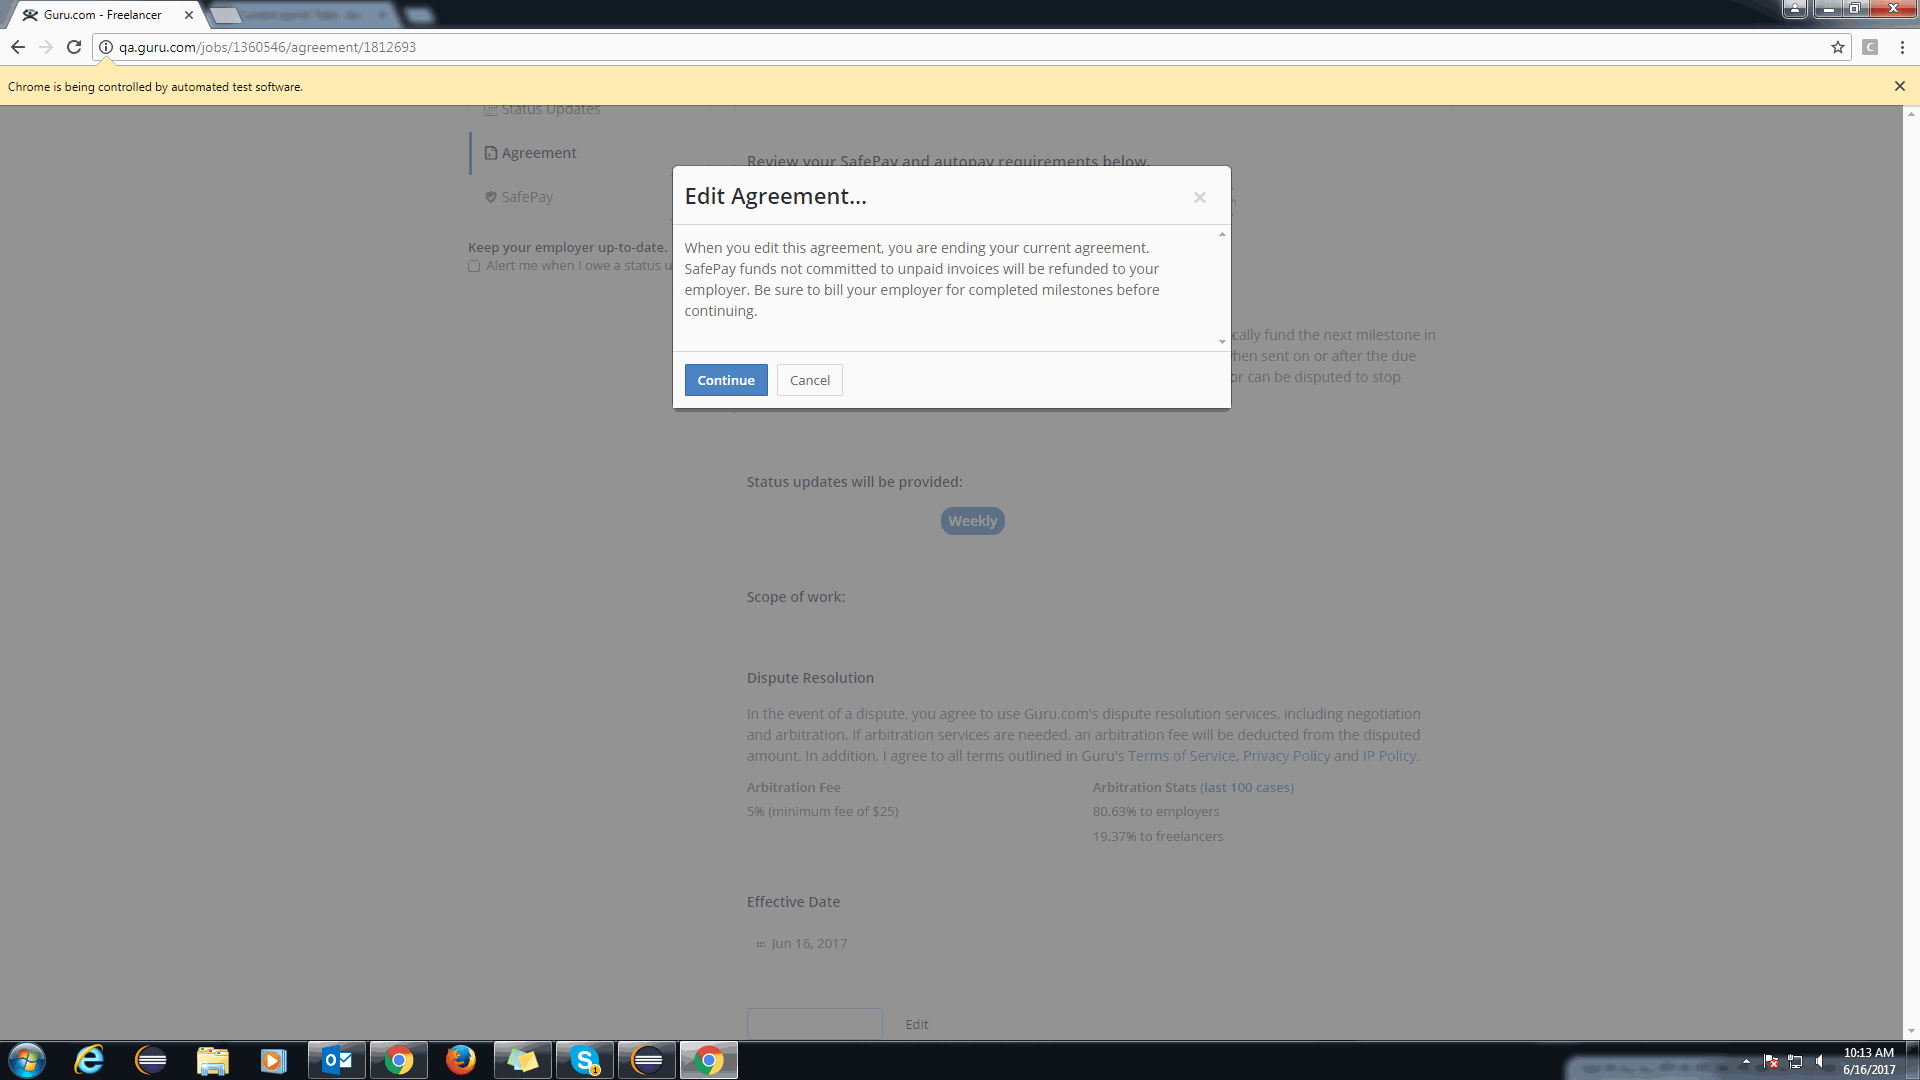 Guru.com - Freelancer
qa.guru.com/jobs/1360546/agreement/1812693
C
Chrome is being controlled by automated test software.
Status Updates
Agreement
SafePay
Keep your employer up-to-date.
Alert me when I owe a status u
Review your SafePay and autopay requirements below.
Edit Agreement...
When you edit this agreement, you are ending your current agreement.
SafePay funds not committed to unpaid invoices will be refunded to your
employer. Be sure to bill your employer for completed milestones before
continuing.
Continue
Cancel
cally fund the next milestone in
hen sent on or after the due
or can be disputed to stop
Status updates will be provided:
Weekly
Scope of work:
Dispute Resolution
In the event of a dispute, you agree to use Guru.com's dispute resolution services, including negotiation
and arbitration. If arbitration services are needed, an arbitration fee will be deducted from the disputed
amount. In addition, I agree to all terms outlined in Guru's Terms of Service, Privacy Policy and IP Policy.
Arbitration Fee
5% (minimum fee of $25)
Arbitration Stats (last 100 cases)
80.63% to employers
19.37% to freelancers
Effective Date
Jun 16, 2017
Edit
10:13 AM
6/16/2017